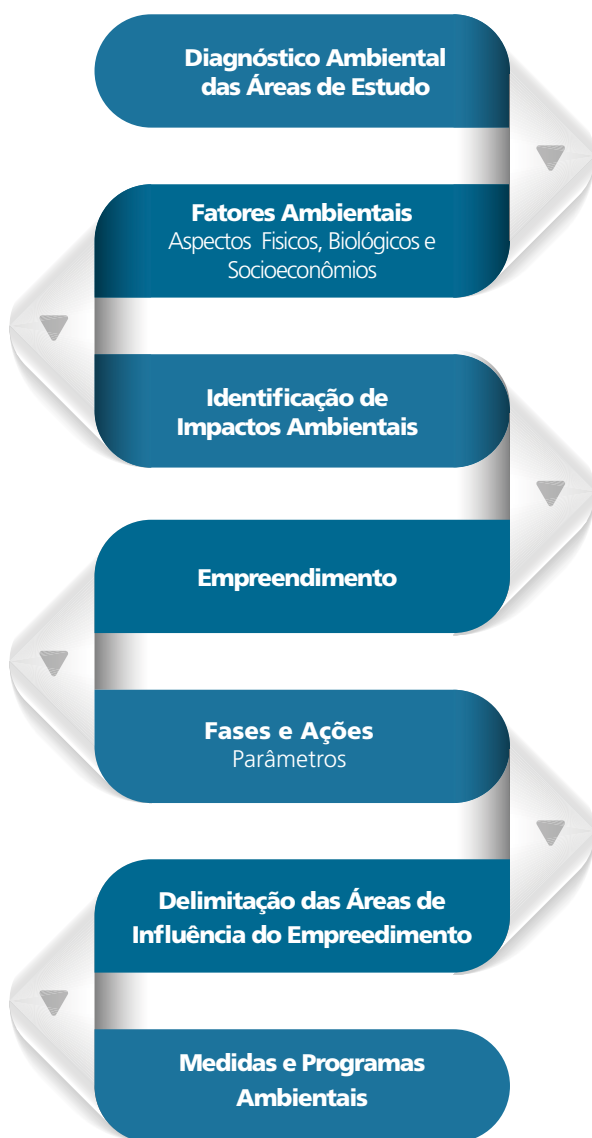 Diagnóstico Ambiental
das Áreas de Estudo
Fatores Ambientais
Aspectos Fisicos, Biológicos e
Socioeconômios
Identificação de
Impactos Ambientais
Empreendimento
Fases e Ações
Parâmetros
Delimitação das Áreas de
Influência do Empreedimento
Medidas e Programas
Ambientais